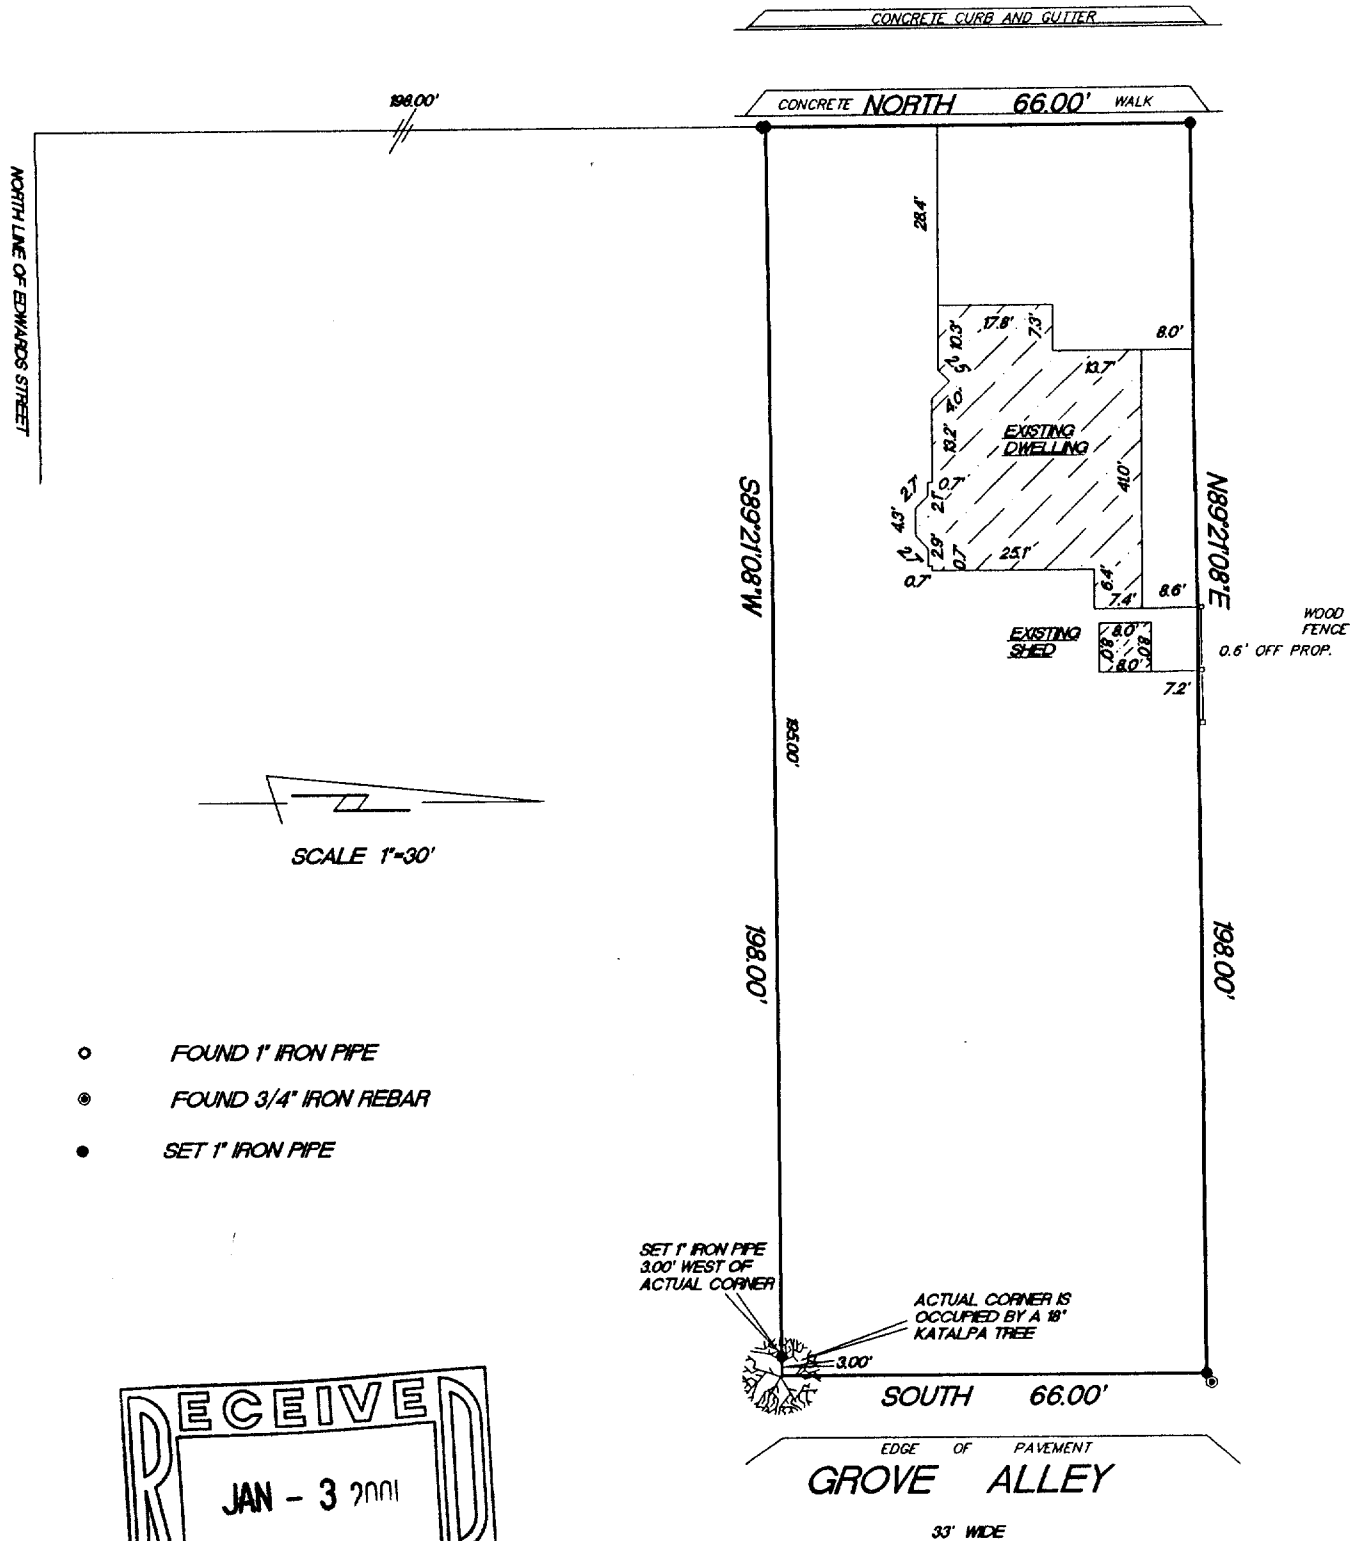 CONCRETE CURB AND GUTTER
CONCRETE NORTH 66.00' WALK
198.00'
NORTH LINE OF EDWARDS STREET
28.4'
17.8'
7.3'
10.3'
8.0'
13.7'
4.0'
13.2'
EXISTING
DWELLING
41.0'
0.7'
2.1'
2.7'
4.3'
2.9'
0.7'
25.1'
0.7'
6.4'
7.4'
8.6'
S89°21'08"W
N89°21'08"E
WOOD
FENCE
0.6' OFF PROP.
EXISTING
SHED
8.0'
8.0'
8.0'
8.0'
7.2'
195.00'
SCALE 1"=30'
198.00'
198.00'
FOUND 1" IRON PIPE
FOUND 3/4" IRON REBAR
SET 1" IRON PIPE
SET 1" IRON PIPE
3.00' WEST OF
ACTUAL CORNER
ACTUAL CORNER IS
OCCUPIED BY A 18"
KATALPA TREE
3.00'
SOUTH 66.00'
EDGE OF PAVEMENT
GROVE ALLEY
33' WIDE
RECEIVED
JAN - 3 2001